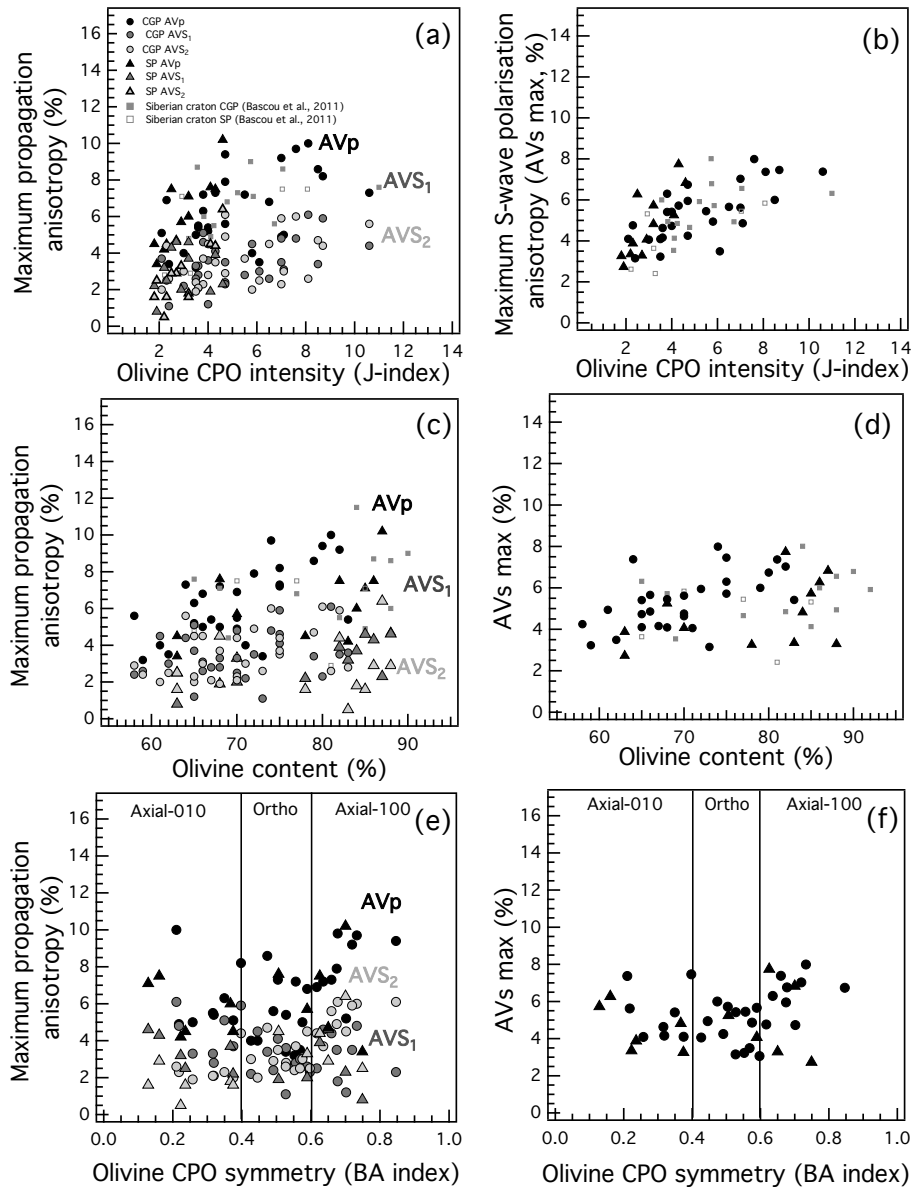 (a)
CGP AVp
CGP AVS1
CGP AVS2
SP AVp
SP AVS1
SP AVS2
Siberian craton CGP (Bascou et al., 2011)
Siberian craton SP (Bascou et al., 2011)
AVp
AVS1
AVS2
16
14
12
10
8
6
4
2
0
Maximum propagation
anisotropy (%)
2 4 6 8 10 12 14
Olivine CPO intensity (J-index)
(b)
14
12
10
8
6
4
2
0
Maximum S-wave polarisation
anisotropy (AVs max, %)
2 4 6 8 10 12 14
Olivine CPO intensity (J-index)
(c)
AVp
AVS1
AVS2
16
14
12
10
8
6
4
2
0
Maximum propagation
anisotropy (%)
60 70 80 90
Olivine content (%)
(d)
14
12
10
8
6
4
2
0
AVs max (%)
60 70 80 90
Olivine content (%)
Axial-010 Ortho Axial-100
(e)
AVp
AVS2
AVS1
16
14
12
10
8
6
4
2
0
Maximum propagation
anisotropy (%)
0.0 0.2 0.4 0.6 0.8 1.0
Olivine CPO symmetry (BA index)
Axial-010 Ortho Axial-100
(f)
14
12
10
8
6
4
2
0
AVs max (%)
0.0 0.2 0.4 0.6 0.8 1.0
Olivine CPO symmetry (BA index)